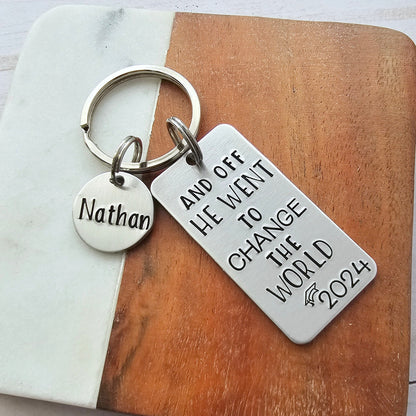 Nathan
AND OFF
HE WENT
TO
CHANGE
THE
WORLD
2024